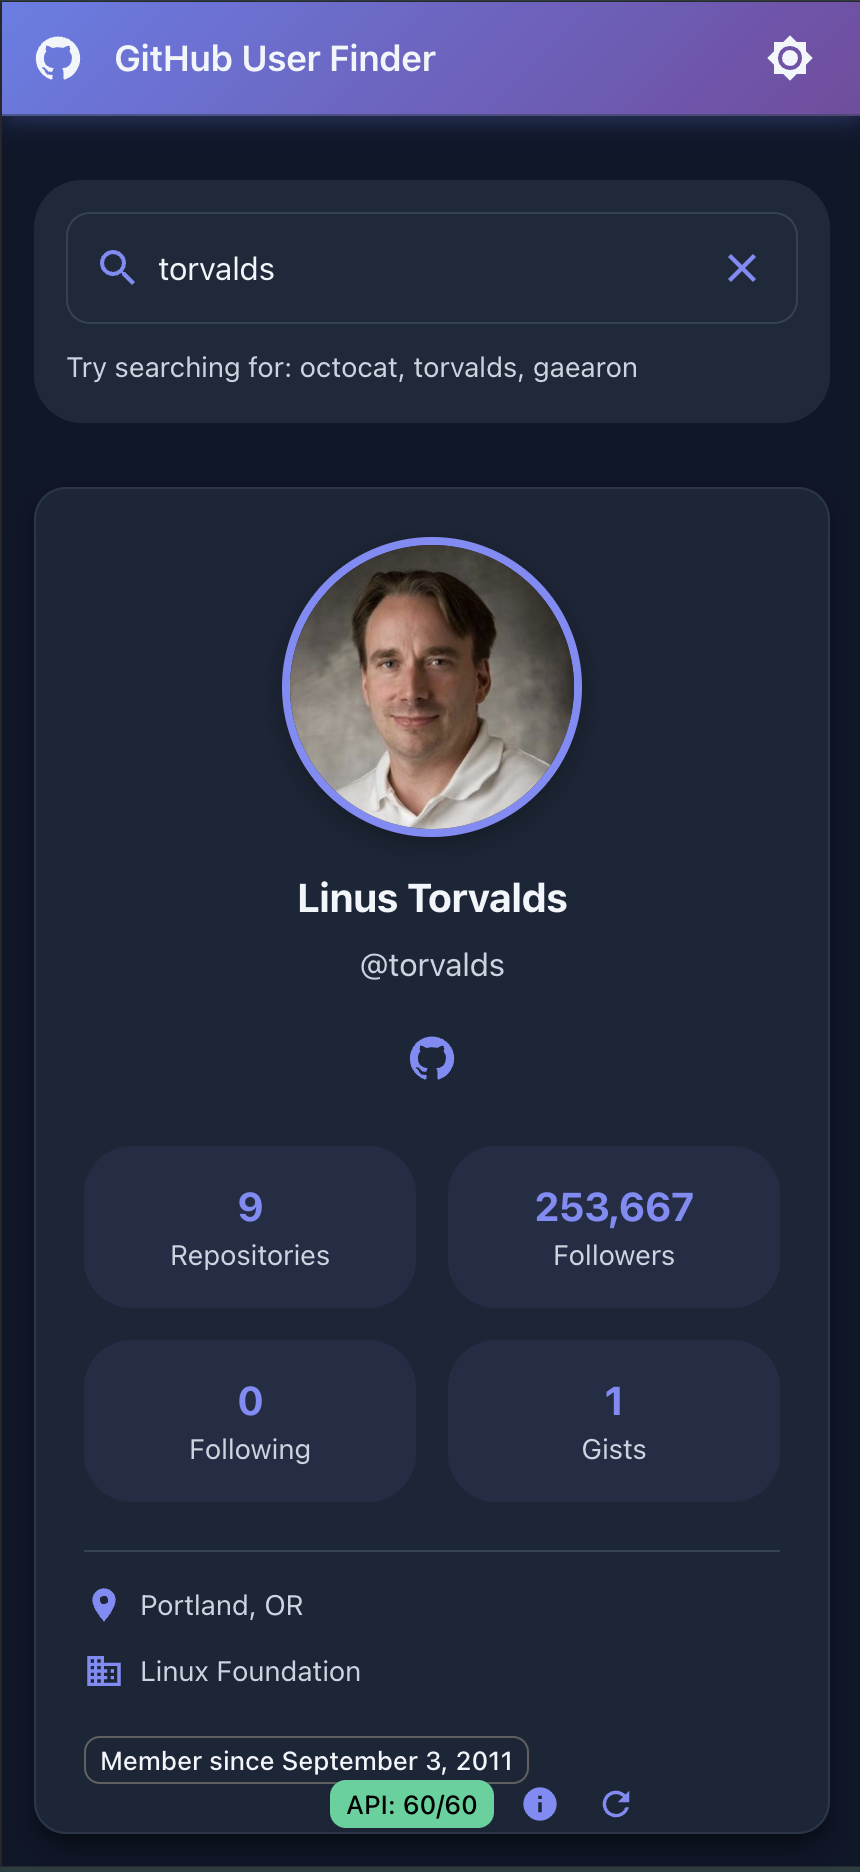 GitHub User Finder
torvalds
Try searching for: octocat, torvalds, gaearon
Linus Torvalds
@torvalds
9
Repositories
253,667
Followers
0
Following
1
Gists
Portland, OR
Linux Foundation
Member since September 3, 2011
API: 60/60